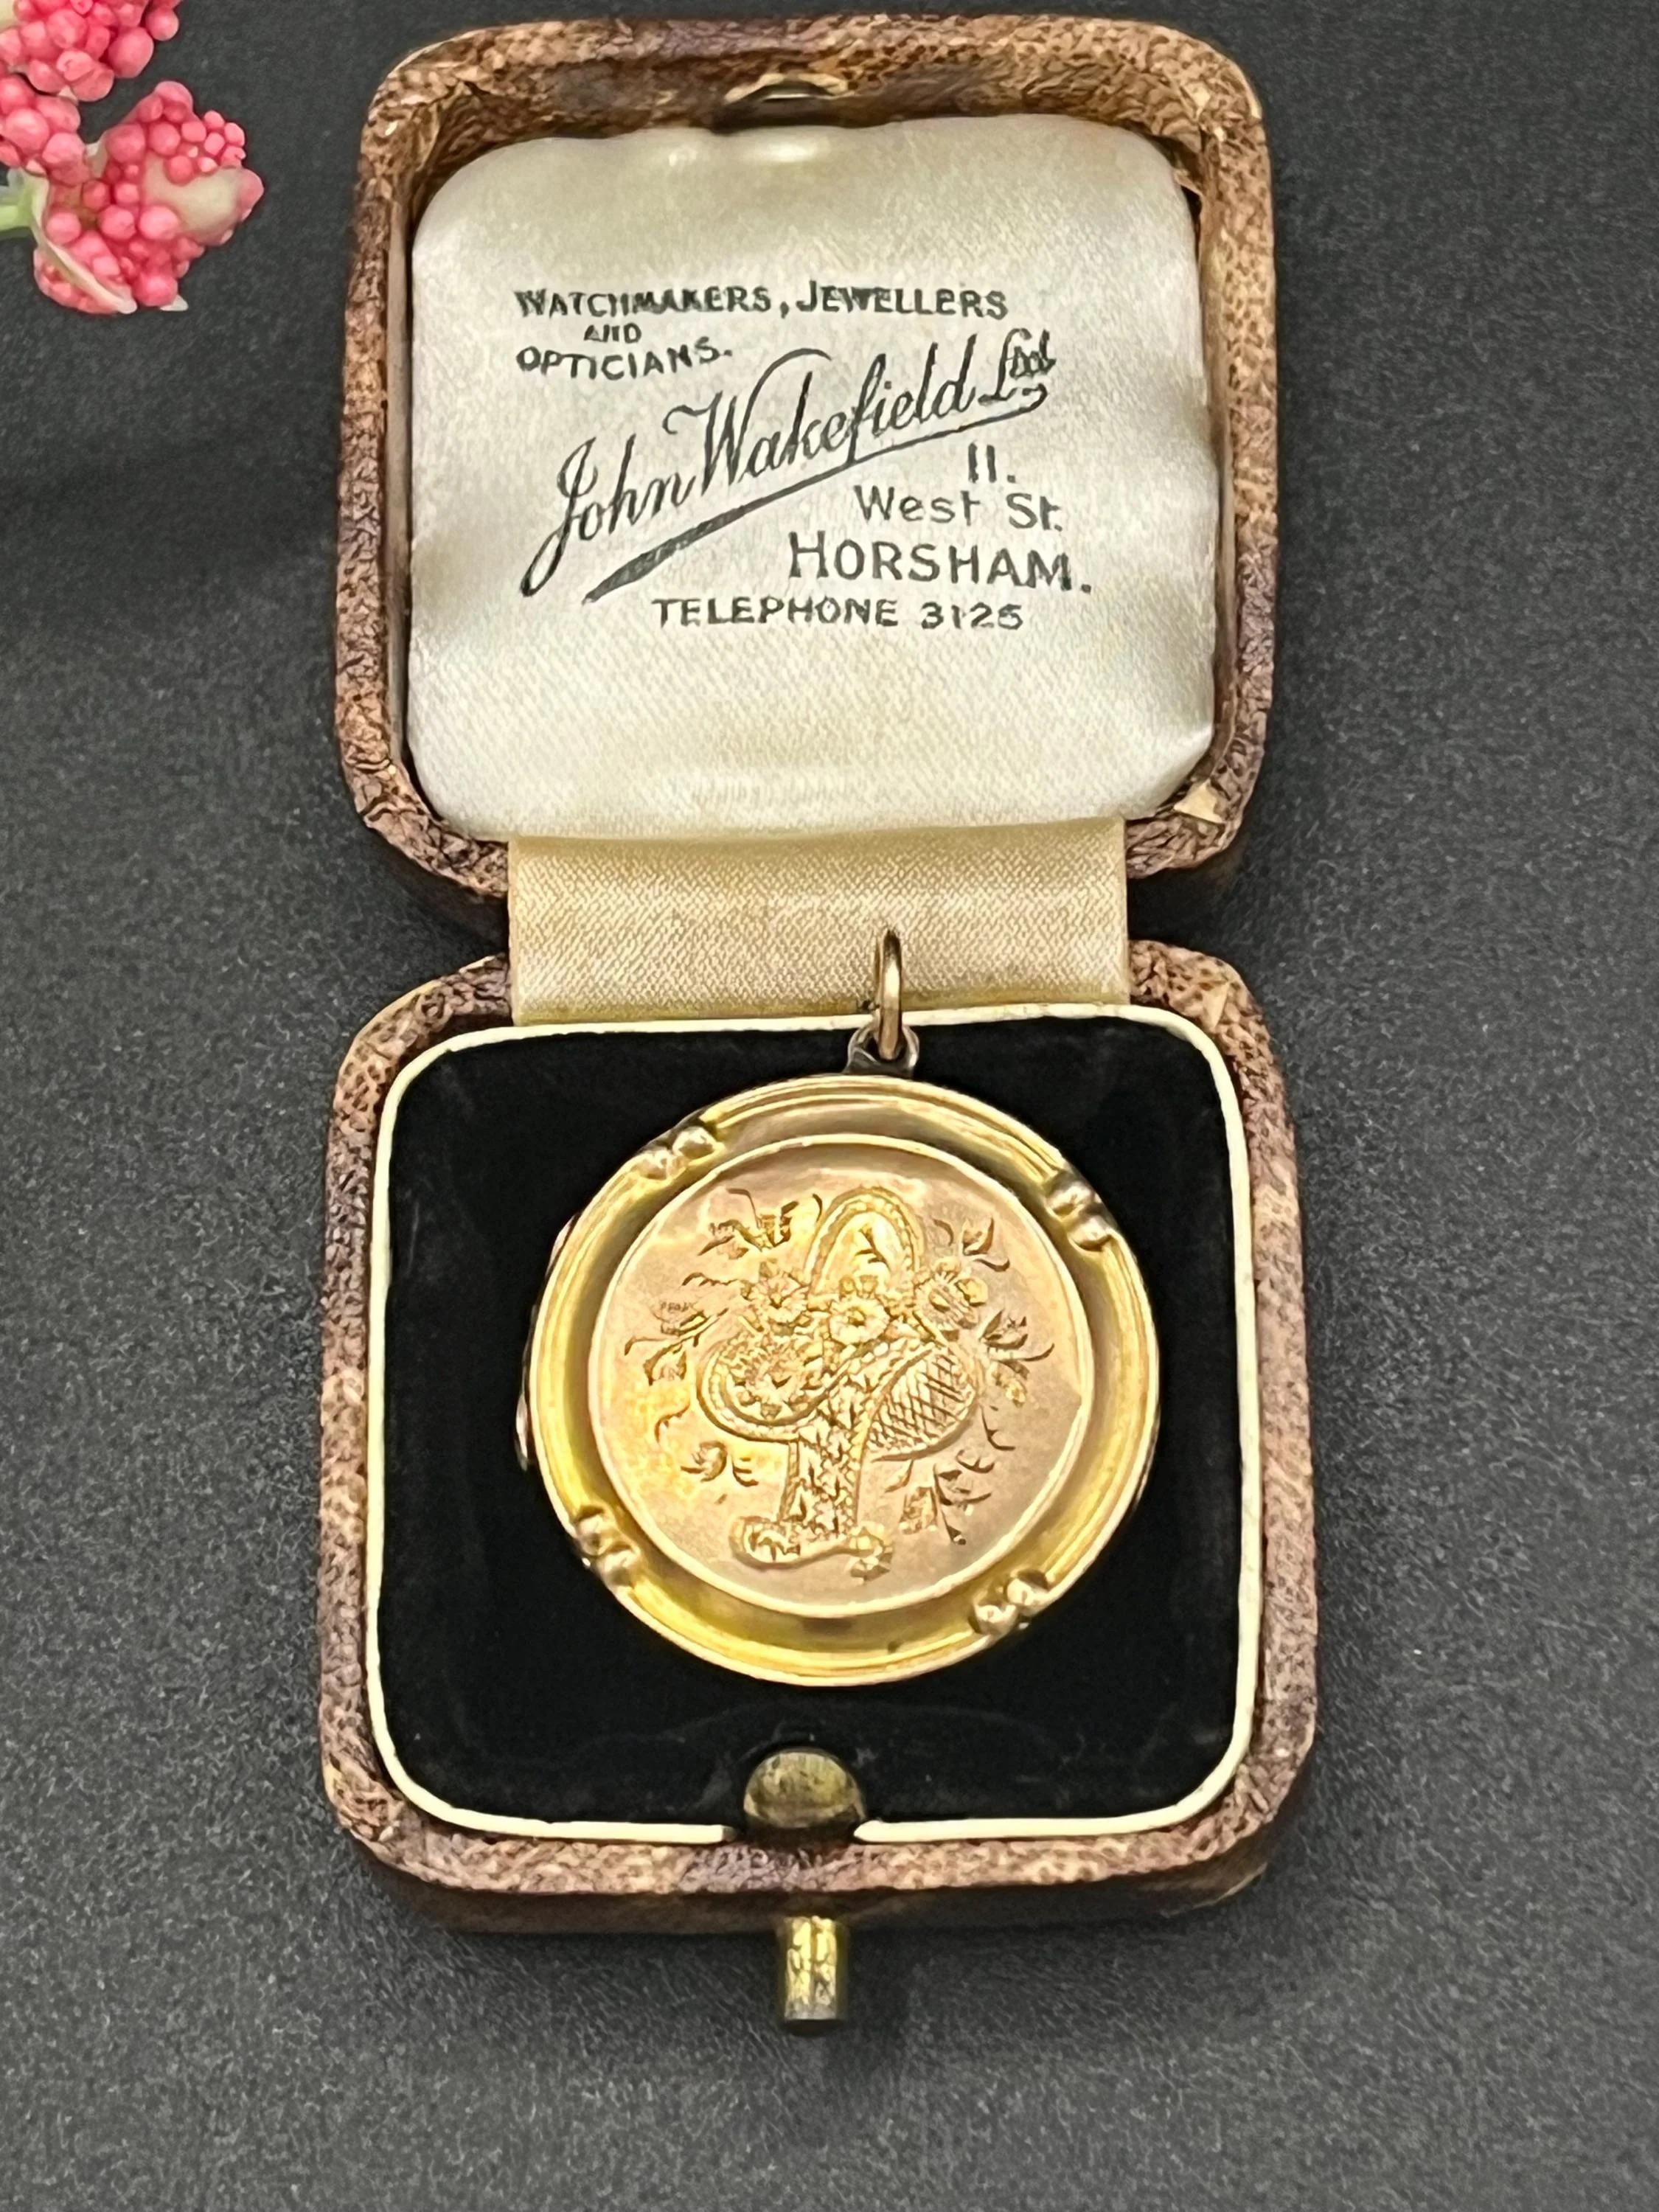 WATCHMAKERS, JEWELLERS
AND
OPTICIANS.
John Wakefield Ltd
11.
West St.
HORSHAM.
TELEPHONE 3125